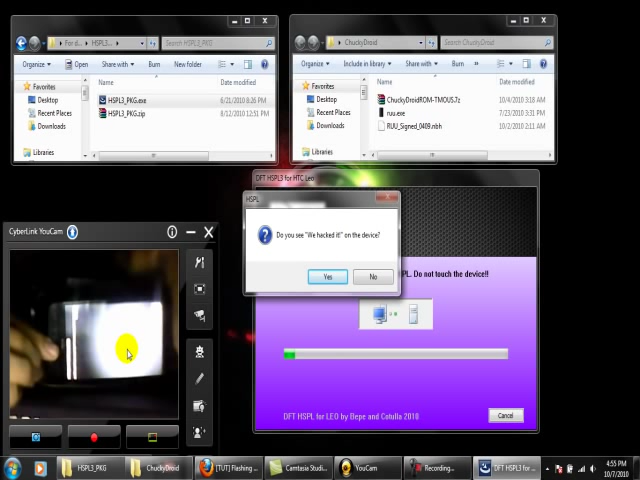 For d... HSPL3... Search HSPL3_PKG
Organize Open Share with Burn New folder
Favorites
Desktop
Recent Places
Downloads
Libraries
Name Date modified
HSPL3_PKG.exe 6/21/2010 8:26 PM
HSPL3_PKG.zip 8/12/2010 12:51 PM
ChuckyDroid Search ChuckyDroid
Organize Include in library Share with Burn »
Favorites
Desktop
Recent Places
Downloads
Libraries
Name Date modified
ChuckyDroidROM-TMOUS.7z 10/4/2010 3:18 AM
ruu.exe 7/23/2010 3:31 PM
RUU_Signed_0409.nbh 10/2/2010 2:11 AM
DFT HSPL3 for HTC Leo
HSPL
Do you see "We hacked it!" on the device?
Yes No
SPL. Do not touch the device!!
DFT HSPL for LEO by Bepe and Cotulla 2010
Cancel
CyberLink YouCam
HSPL3_PKG ChuckyDroid [TUT] Flashing ... Camtasia Studi... YouCam Recording... DFT HSPL3 for ... 4:55 PM
10/7/2010